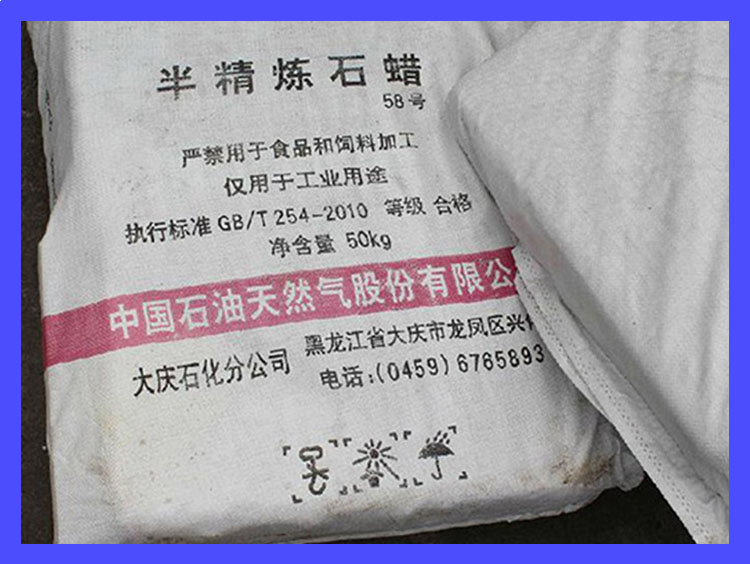 半精炼石蜡
58号
严禁用于食品和饲料加工
仅用于工业用途
执行标准 GB/T 254-2010 等级 合格
净含量 50kg
中国石油天然气股份有限公
大庆石化分公司
黑龙江省大庆市龙凤区兴
电话:(0459) 6765893